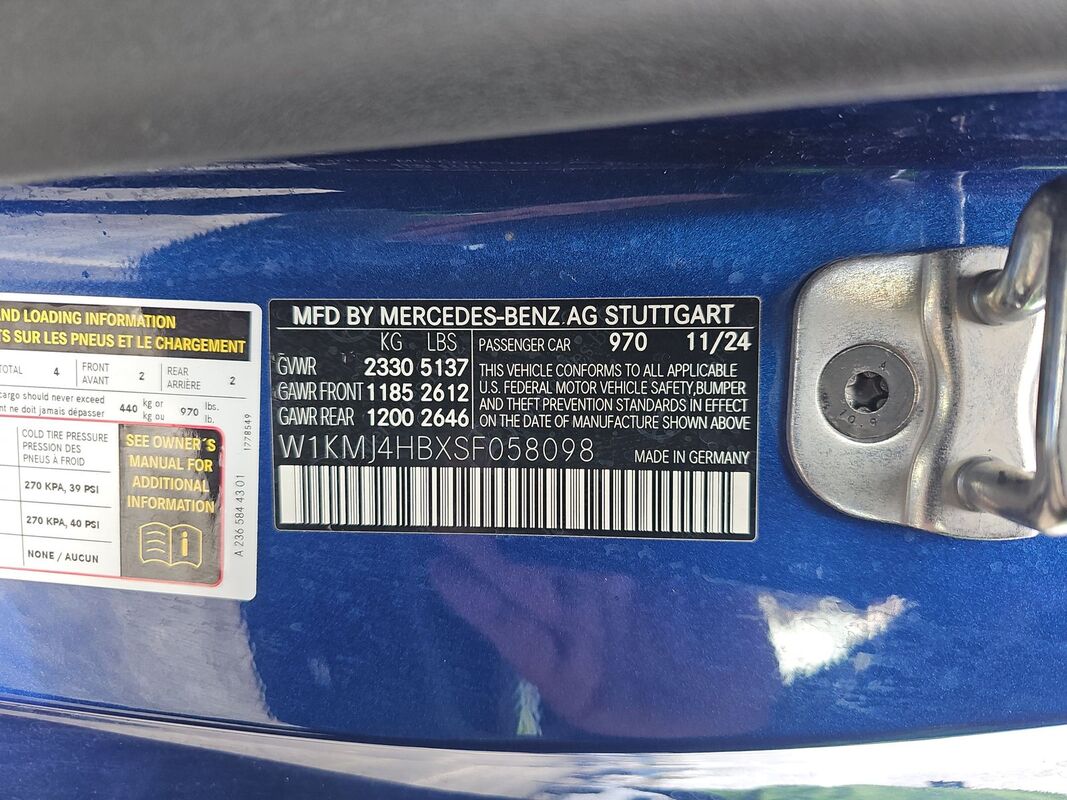 AND LOADING INFORMATION
TS SUR LES PNEUS ET LE CHARGEMENT
TOTAL 4 FRONT AVANT 2 REAR ARRIÈRE 2
cargo should never exceed 440 kg or 970 lbs.
nt ne doit jamais dépasser kg ou lb.
COLD TIRE PRESSURE
PRESSION DES
PNEUS À FROID
270 KPA, 39 PSI
270 KPA, 40 PSI
NONE / AUCUN
SEE OWNER´S
MANUAL FOR
ADDITIONAL
INFORMATION
i
1778549
A 236 584 43 01
MFD BY MERCEDES-BENZ AG STUTTGART
KG LBS
GVWR 2330 5137
GAWR FRONT 1185 2612
GAWR REAR 1200 2646
PASSENGER CAR 970 11/24
THIS VEHICLE CONFORMS TO ALL APPLICABLE
U.S. FEDERAL MOTOR VEHICLE SAFETY,BUMPER
AND THEFT PREVENTION STANDARDS IN EFFECT
ON THE DATE OF MANUFACTURE SHOWN ABOVE
W1KMJ4HBXSF058098 MADE IN GERMANY